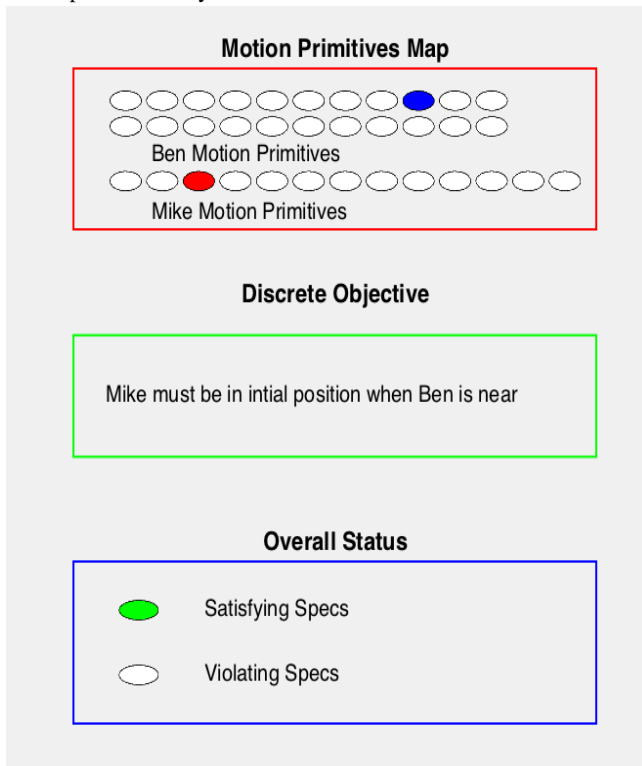 Motion Primitives Map
Ben Motion Primitives
Mike Motion Primitives
Discrete Objective
Mike must be in intial position when Ben is near
Overall Status
Satisfying Specs
Violating Specs